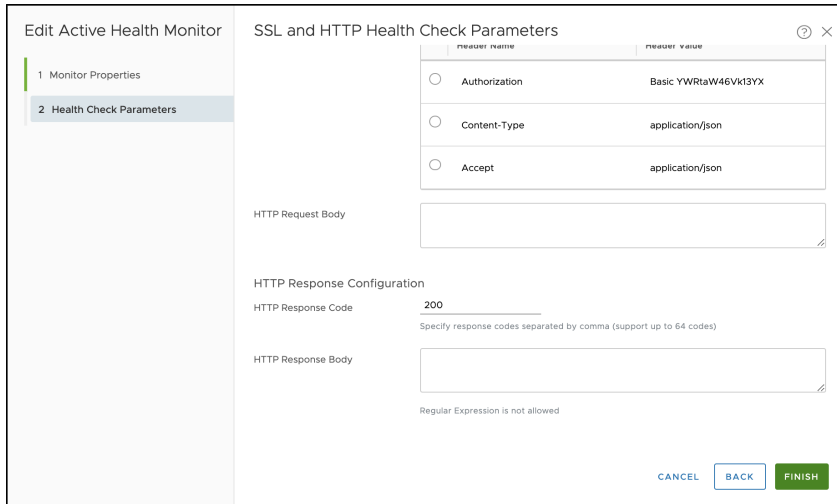 Edit Active Health Monitor
SSL and HTTP Health Check Parameters
1 Monitor Properties
2 Health Check Parameters
Header Name Header Value
Authorization Basic YWRtaW46Vk13YX
Content-Type application/json
Accept application/json
HTTP Request Body
HTTP Response Configuration
HTTP Response Code 200
Specify response codes separated by comma (support up to 64 codes)
HTTP Response Body
Regular Expression is not allowed
CANCEL BACK FINISH